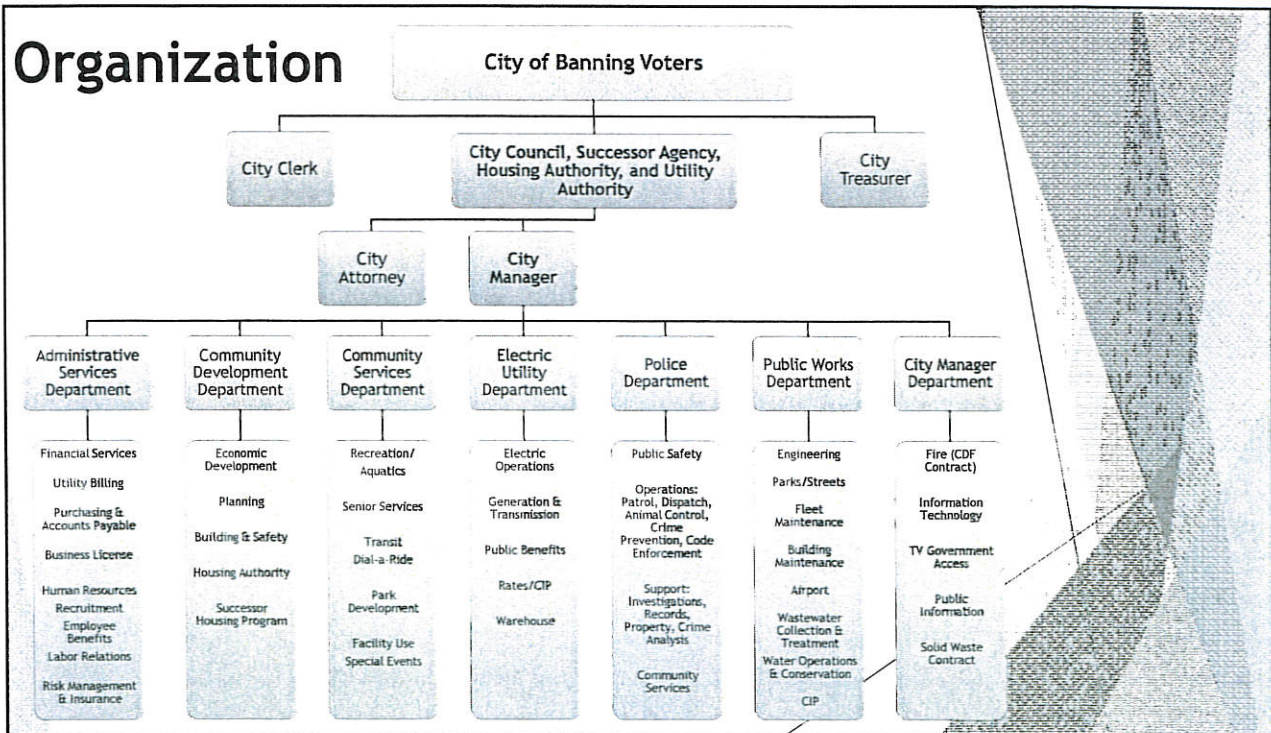 Organization
City of Banning Voters
City Clerk
City Council, Successor Agency,
Housing Authority, and Utility
Authority
City
Treasurer
City
Attorney
City
Manager
Administrative
Services
Department
Community
Development
Department
Community
Services
Department
Electric
Utility
Department
Police
Department
Public Works
Department
City Manager
Department
Financial Services
Utility Billing
Purchasing &
Accounts Payable
Business License
Human Resources
Recruitment
Employee
Benefits
Labor Relations
Risk Management
& Insurance
Economic
Development
Planning
Building & Safety
Housing Authority
Successor
Housing Program
Recreation/
Aquatics
Senior Services
Transit
Dial-a-Ride
Park
Development
Facility Use
Special Events
Electric
Operations
Generation &
Transmission
Public Benefits
Rates/CIP
Warehouse
Public Safety
Operations:
Patrol, Dispatch,
Animal Control,
Crime
Prevention, Code
Enforcement
Support:
Investigations,
Records,
Property, Crime
Analysis
Community
Services
Engineering
Parks/Streets
Fleet
Maintenance
Building
Maintenance
Airport
Wastewater
Collection &
Treatment
Water Operations
& Conservation
CIP
Fire (CDF
Contract)
Information
Technology
TV Government
Access
Public
Information
Solid Waste
Contract